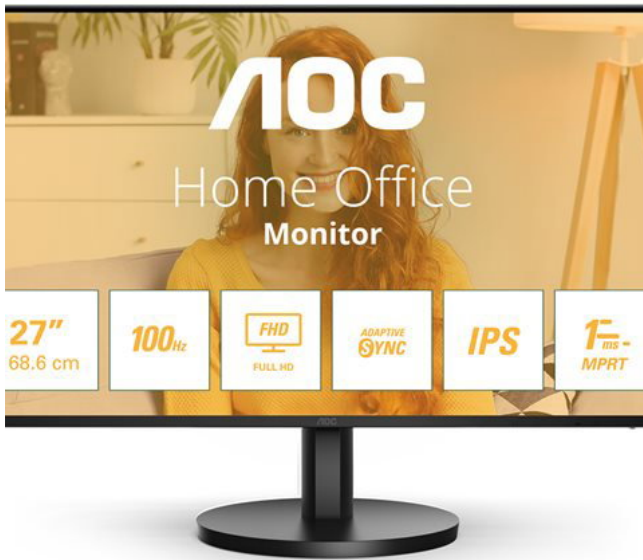 AOC
Home Office
Monitor
27"
68.6 cm
100Hz
FHD
FULL HD
ADAPTIVE
SYNC
IPS
1ms
MPRT
AOC